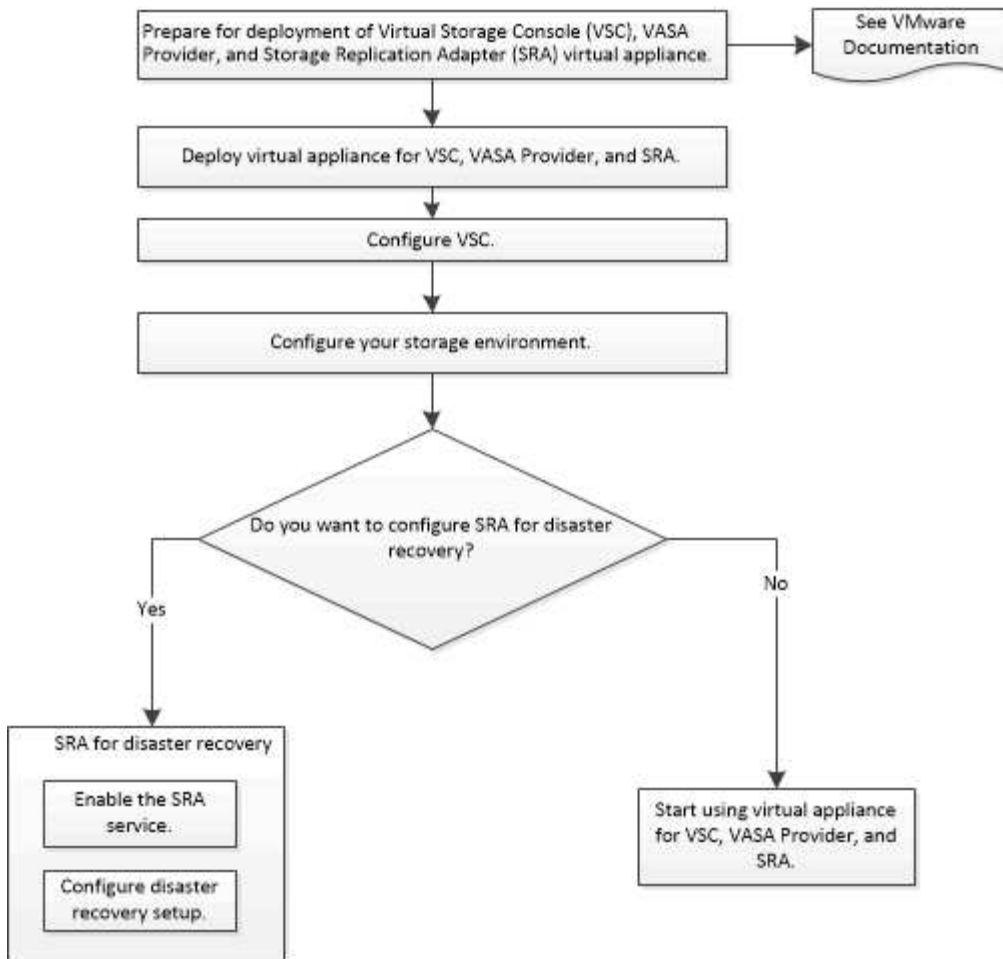 Prepare for deployment of Virtual Storage Console (VSC), VASA
Provider, and Storage Replication Adapter (SRA) virtual appliance.
See VMware
Documentation
Deploy virtual appliance for VSC, VASA Provider, and SRA.
Configure VSC.
Configure your storage environment.
Do you want to configure SRA for disaster
recovery?
Yes
No
SRA for disaster recovery
Enable the SRA
service.
Configure disaster
recovery setup.
Start using virtual appliance
for VSC, VASA Provider, and
SRA.